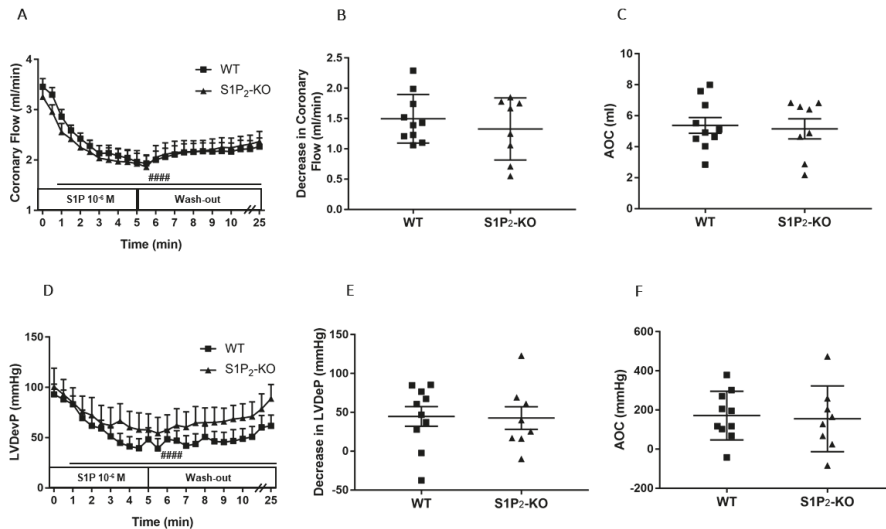 A
Coronary Flow (ml/min)
4
3
2
1
WT
S1P₂-KO
####
S1P 10⁻⁶ M
Wash-out
0 1 2 3 4 5 6 7 8 9 10 25
Time (min)
B
Decrease in Coronary
Flow (ml/min)
2.5
2.0
1.5
1.0
0.5
0.0
WT
S1P₂-KO
C
AOC (ml)
10
8
6
4
2
0
WT
S1P₂-KO
D
LVDevP (mmHg)
150
100
50
0
WT
S1P₂-KO
####
S1P 10⁻⁶ M
Wash-out
0 1 2 3 4 5 6 7 8 9 10 25
Time (min)
E
Decrease in LVDeP (mmHg)
150
100
50
0
-50
WT
S1P₂-KO
F
AOC (mmHg)
600
400
200
0
-200
WT
S1P₂-KO